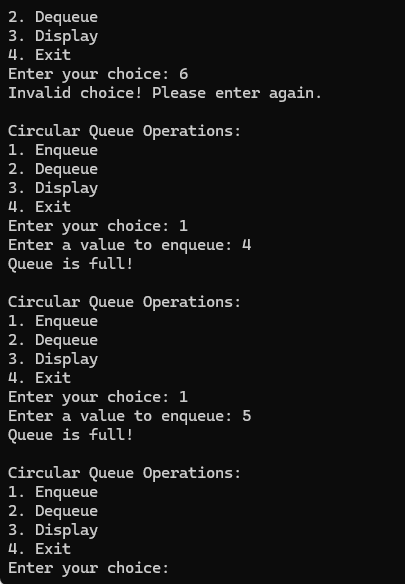 2. Dequeue
3. Display
4. Exit
Enter your choice: 6
Invalid choice! Please enter again.

Circular Queue Operations:
1. Enqueue
2. Dequeue
3. Display
4. Exit
Enter your choice: 1
Enter a value to enqueue: 4
Queue is full!

Circular Queue Operations:
1. Enqueue
2. Dequeue
3. Display
4. Exit
Enter your choice: 1
Enter a value to enqueue: 5
Queue is full!

Circular Queue Operations:
1. Enqueue
2. Dequeue
3. Display
4. Exit
Enter your choice: